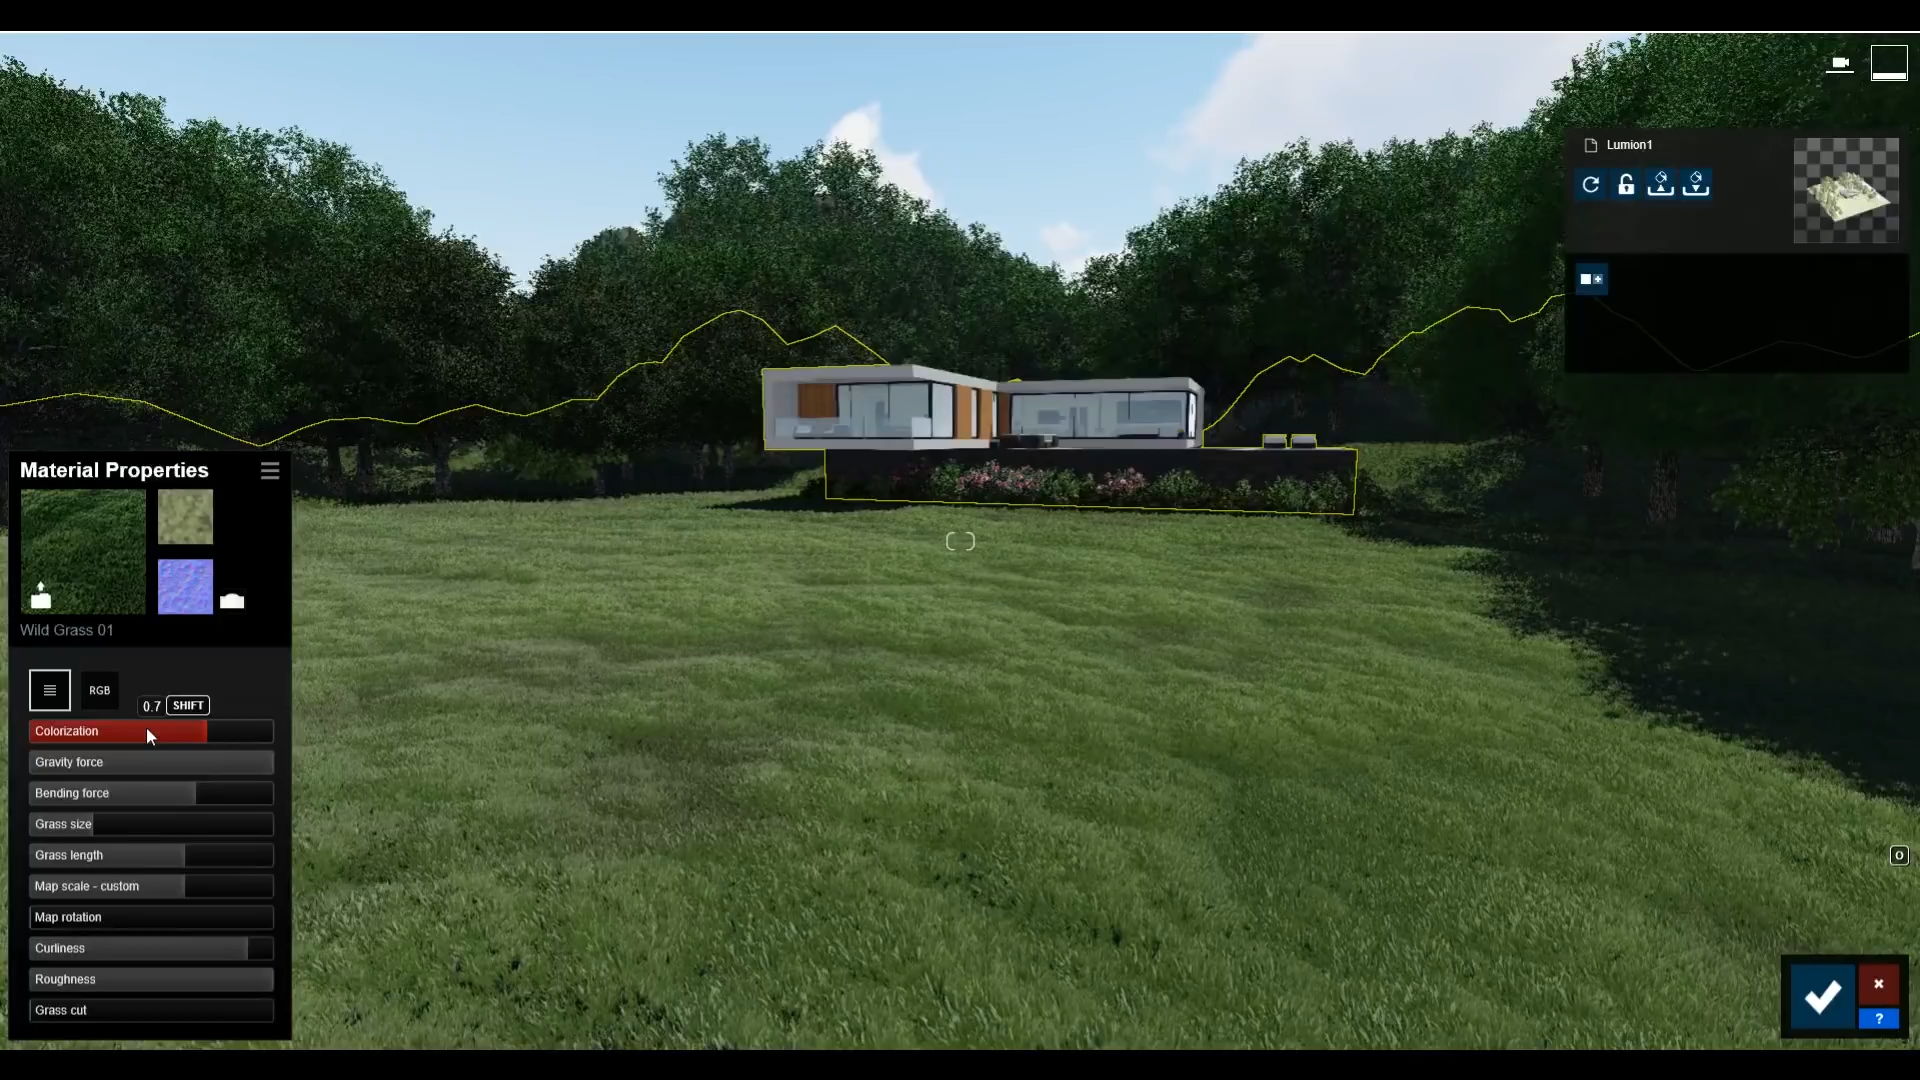 Lumion1
Material Properties
Wild Grass 01
RGB
0.7 SHIFT
Colorization
Gravity force
Bending force
Grass size
Grass length
Map scale - custom
Map rotation
Curliness
Roughness
Grass cut
O
?